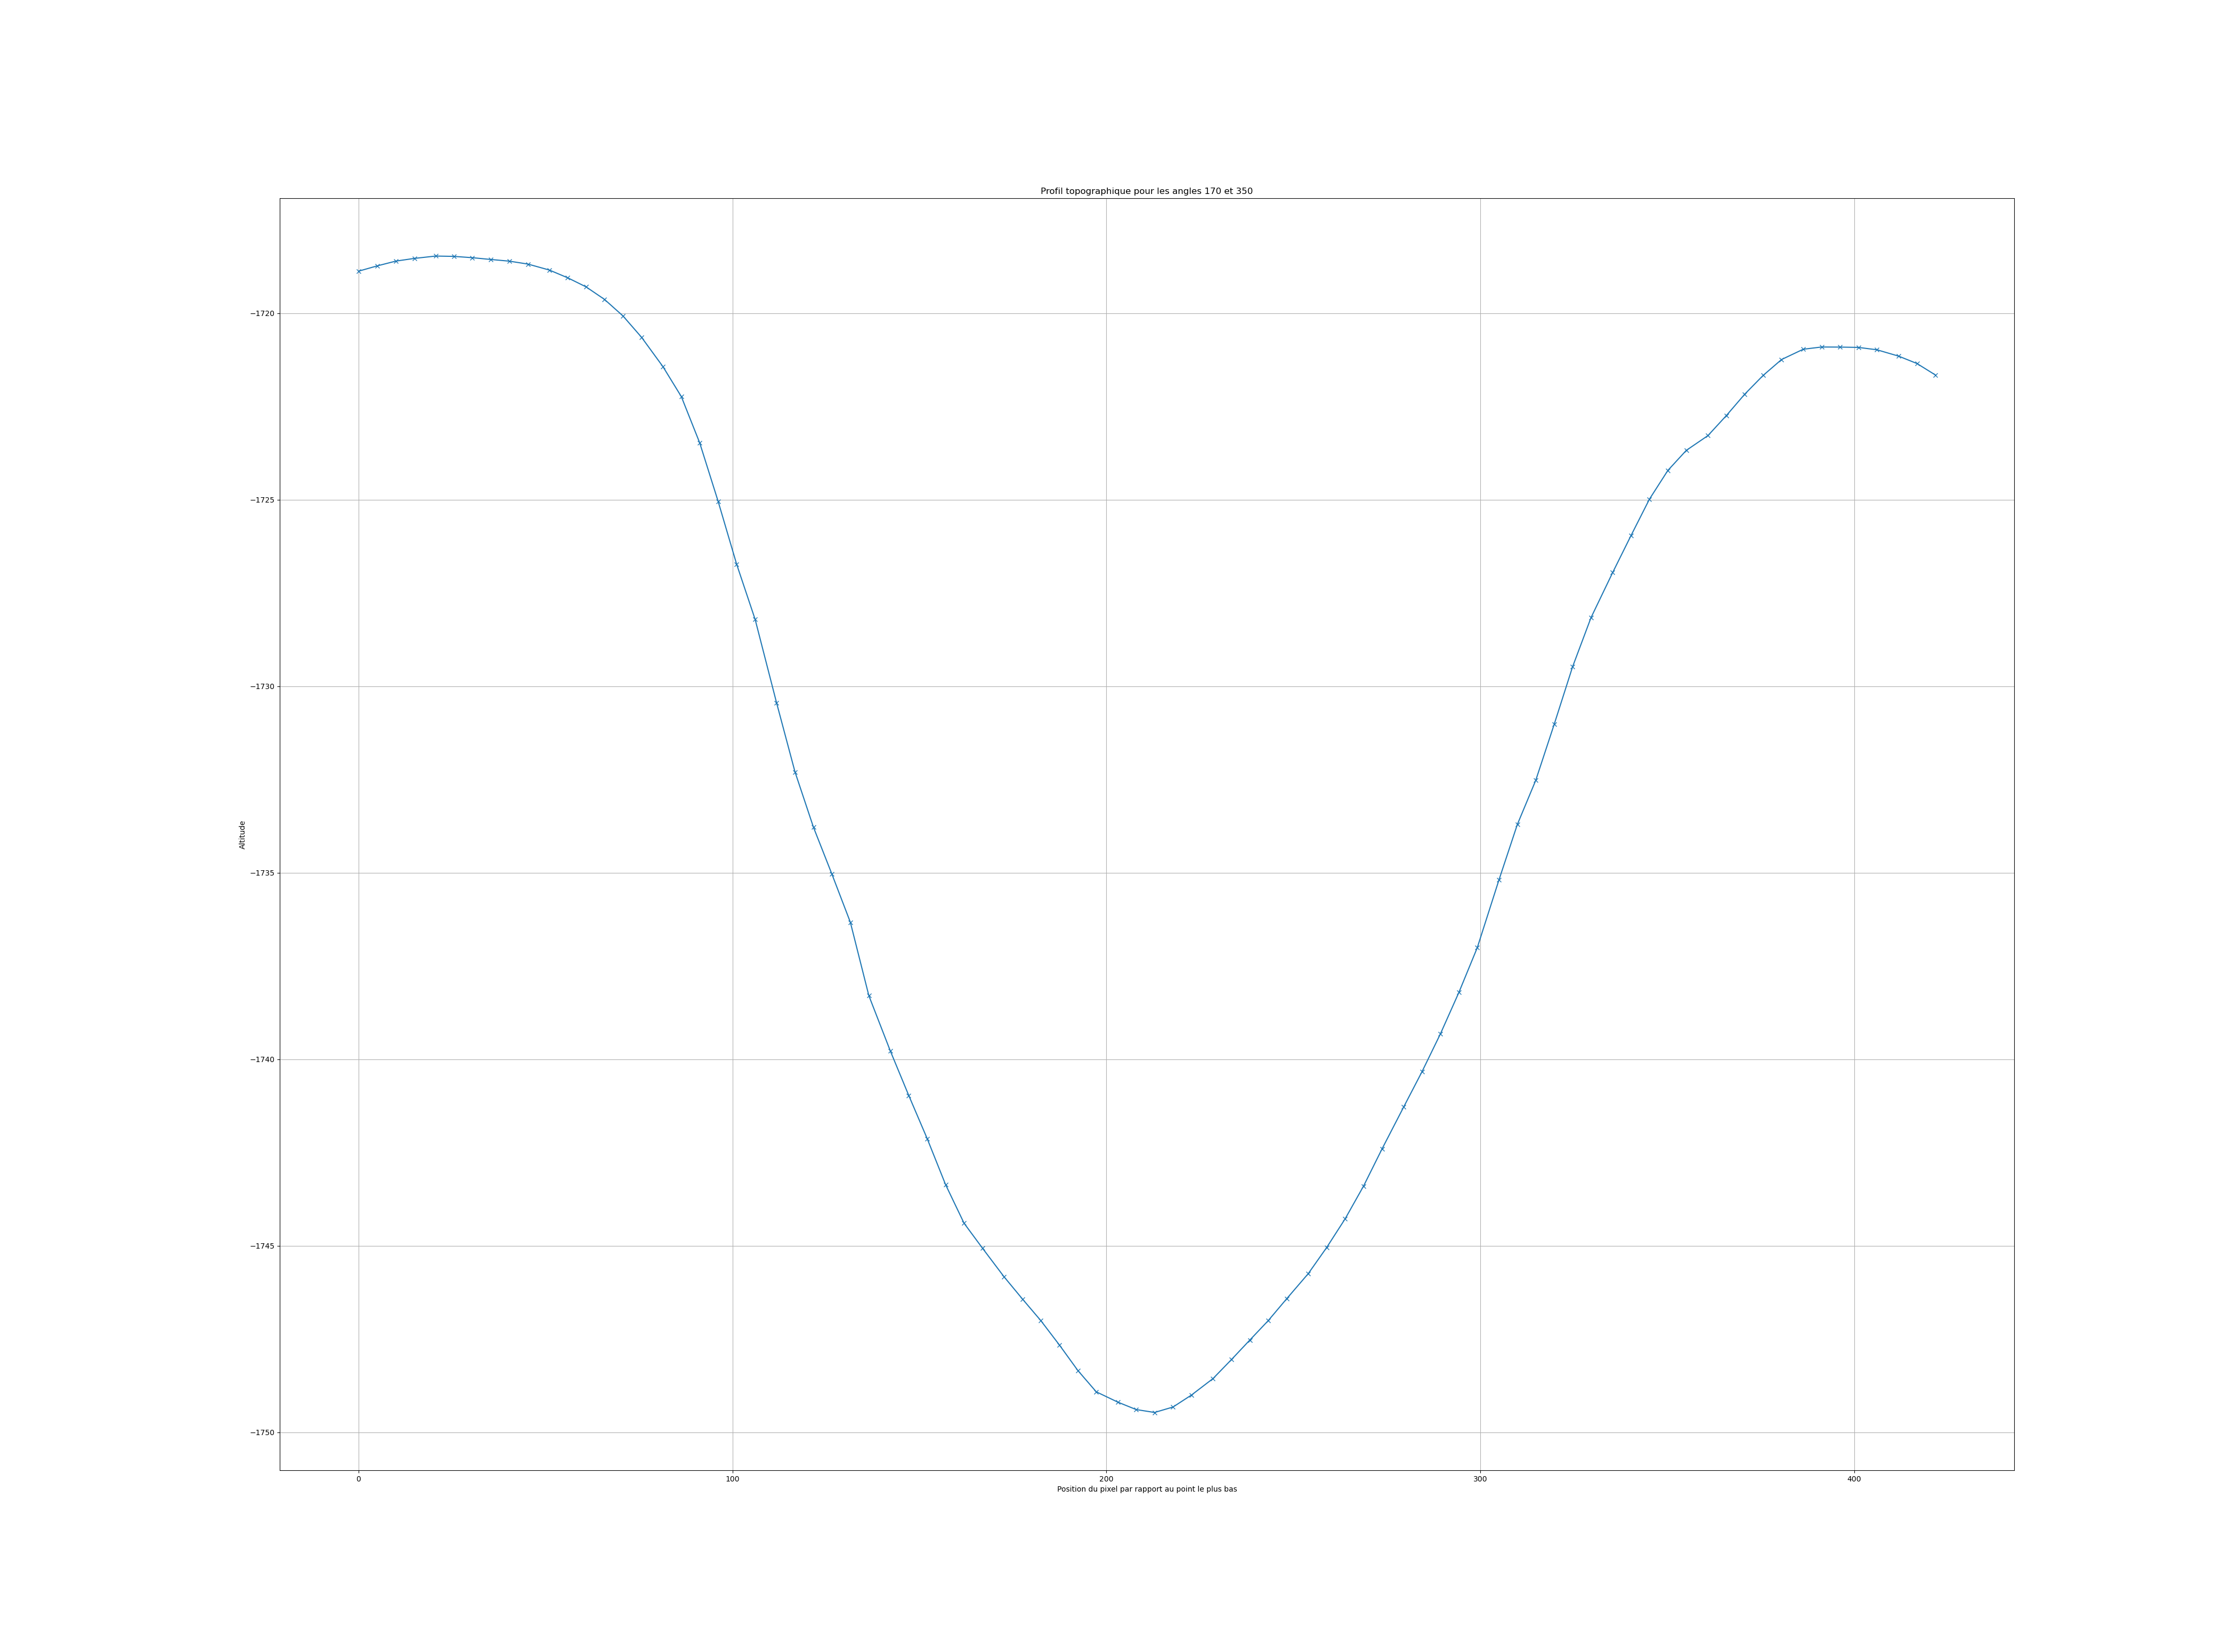 Profil topographique pour les angles 170 et 350
−1720
−1725
−1730
−1735
−1740
−1745
−1750
Altitude
0 100 200 300 400
Position du pixel par rapport au point le plus bas